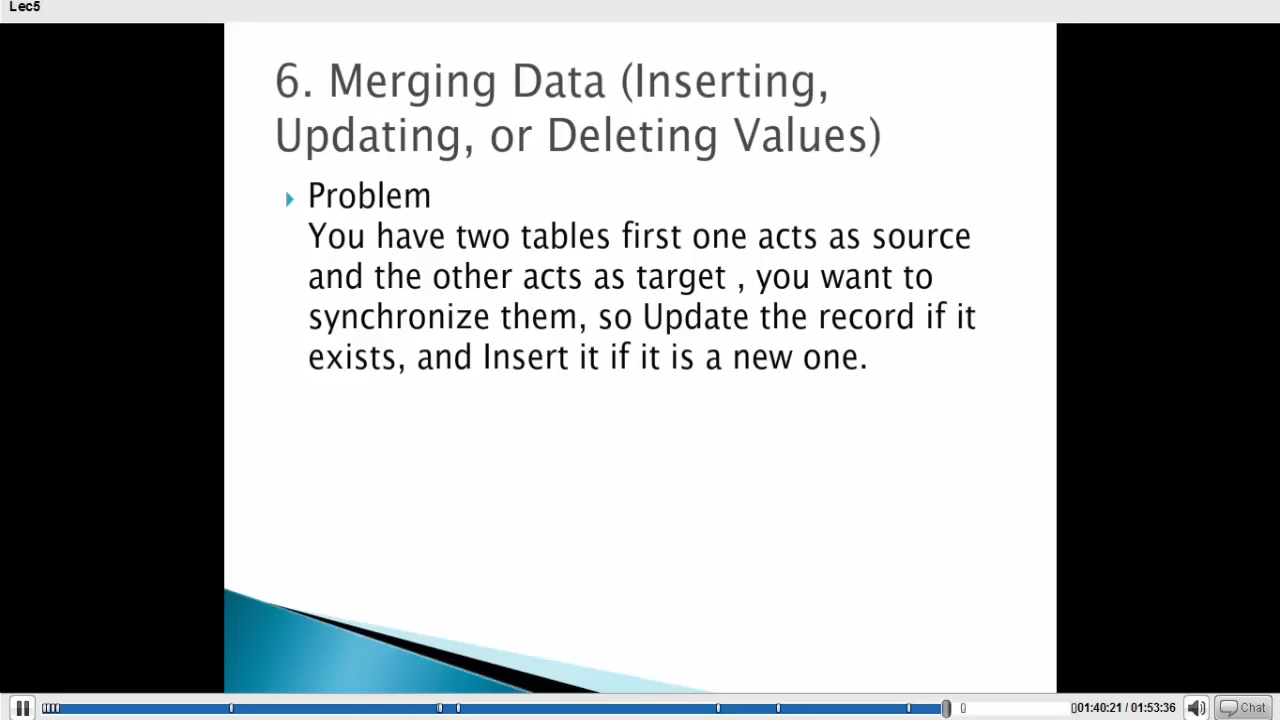 Lec5
6. Merging Data (Inserting,
Updating, or Deleting Values)
Problem
You have two tables first one acts as source
and the other acts as target , you want to
synchronize them, so Update the record if it
exists, and Insert it if it is a new one.
01:40:21 / 01:53:36
Chat